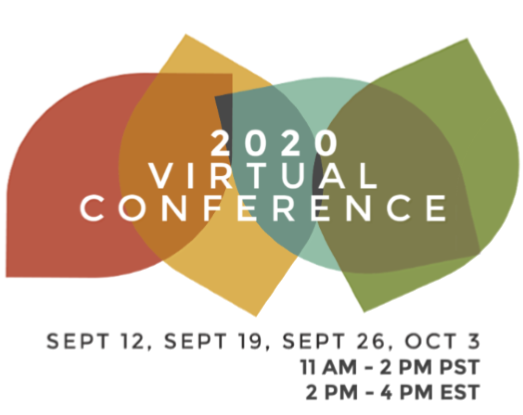 2020
VIRTUAL
CONFERENCE
SEPT 12, SEPT 19, SEPT 26, OCT 3
11 AM - 2 PM PST
2 PM - 4 PM EST